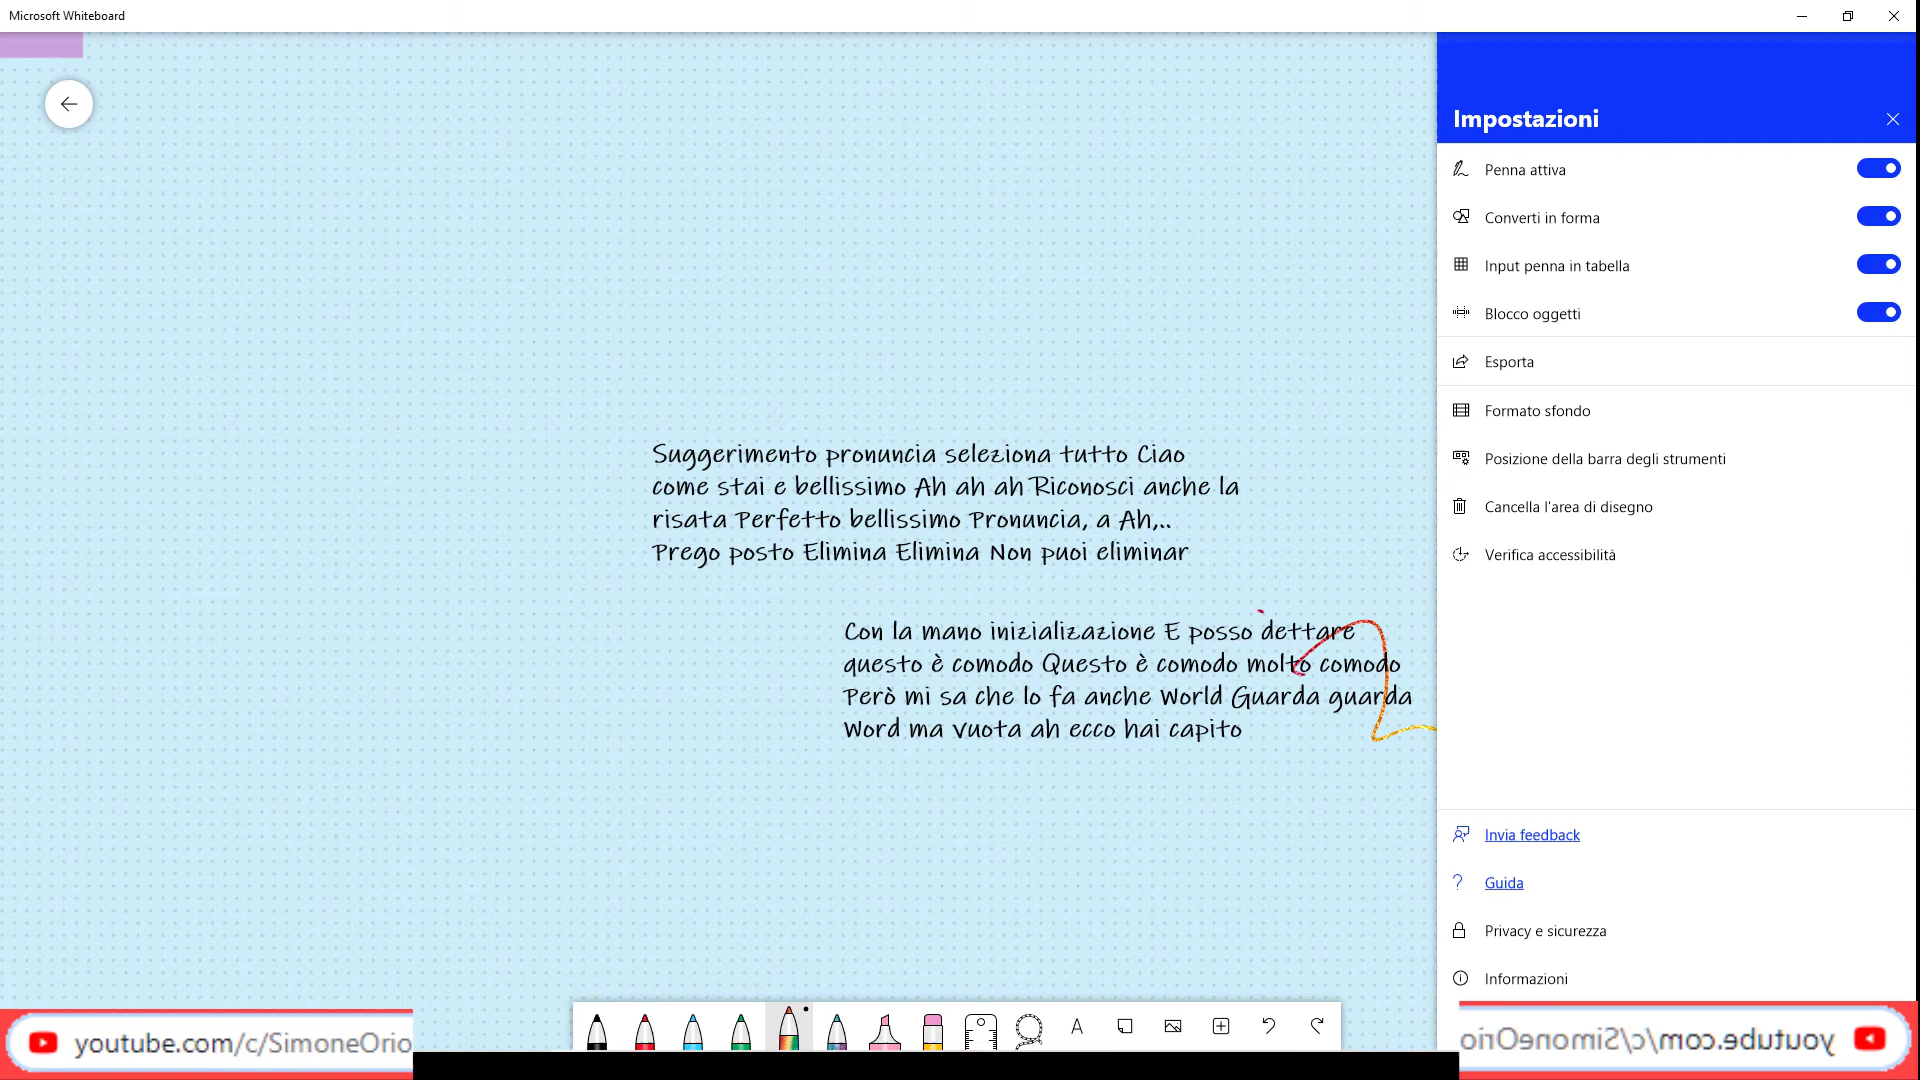 Microsoft Whiteboard
Impostazioni
Penna attiva
Converti in forma
Input penna in tabella
Blocco oggetti
Esporta
Formato sfondo
Posizione della barra degli strumenti
Cancella l'area di disegno
Verifica accessibilità
Suggerimento pronuncia seleziona tutto Ciao
come stai e bellissimo Ah ah ah Riconosci anche la
risata Perfetto bellissimo Pronuncia, a Ah,..
Prego posto Elimina Elimina Non puoi eliminar
Con la mano inizializazione E posso dettare
questo è comodo Questo è comodo molto comodo
Però mi sa che lo fa anche World Guarda guarda
Word ma vuota ah ecco hai capito
Invia feedback
Guida
Privacy e sicurezza
Informazioni
A
youtube.com/c/SimoneOrio
youtube.com/c/SimoneOrio